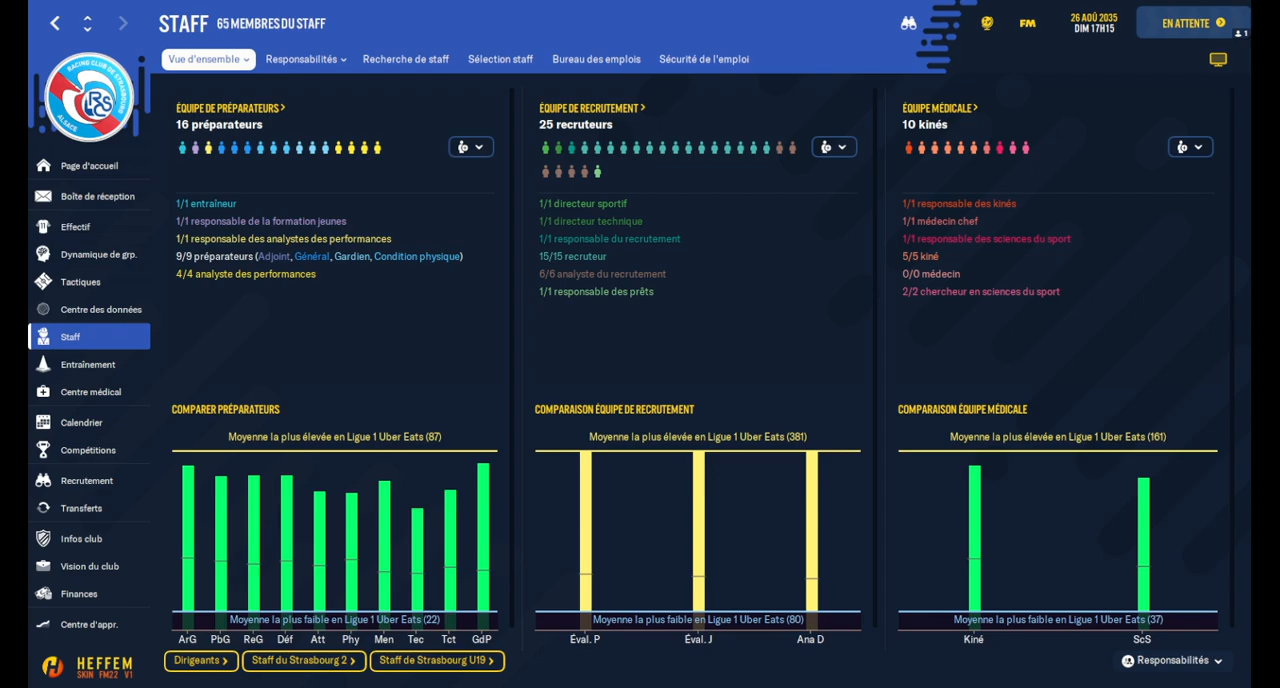 STAFF 65 MEMBRES DU STAFF
FM
26 AOÛ 2035
DIM 17H15
EN ATTENTE
1
Vue d'ensemble
Responsabilités
Recherche de staff
Sélection staff
Bureau des emplois
Sécurité de l'emploi
RACING CLUB DE STRASBOURG
RCS
ALSACE
Page d'accueil
Boîte de réception
Effectif
Dynamique de grp.
Tactiques
Centre des données
Staff
Entraînement
Centre médical
Calendrier
Compétitions
Recrutement
Transferts
Infos club
Vision du club
Finances
Centre d'appr.
HEFFEM
SKIN FM22 V1
ÉQUIPE DE PRÉPARATEURS >
16 préparateurs
1/1 entraîneur
1/1 responsable de la formation jeunes
1/1 responsable des analystes des performances
9/9 préparateurs (Adjoint, Général, Gardien, Condition physique)
4/4 analyste des performances
ÉQUIPE DE RECRUTEMENT >
25 recruteurs
1/1 directeur sportif
1/1 directeur technique
1/1 responsable du recrutement
15/15 recruteur
6/6 analyste du recrutement
1/1 responsable des prêts
ÉQUIPE MÉDICALE >
10 kinés
1/1 responsable des kinés
1/1 médecin chef
1/1 responsable des sciences du sport
5/5 kiné
0/0 médecin
2/2 chercheur en sciences du sport
COMPARER PRÉPARATEURS
Moyenne la plus élevée en Ligue 1 Uber Eats (87)
Moyenne la plus faible en Ligue 1 Uber Eats (22)
ArG PbG ReG Déf Att Phy Men Tec Tct GdP
COMPARAISON ÉQUIPE DE RECRUTEMENT
Moyenne la plus élevée en Ligue 1 Uber Eats (381)
Moyenne la plus faible en Ligue 1 Uber Eats (80)
Éval. P Éval. J Ana D
COMPARAISON ÉQUIPE MÉDICALE
Moyenne la plus élevée en Ligue 1 Uber Eats (161)
Moyenne la plus faible en Ligue 1 Uber Eats (37)
Kiné ScS
Dirigeants >
Staff du Strasbourg 2 >
Staff de Strasbourg U19 >
Responsabilités